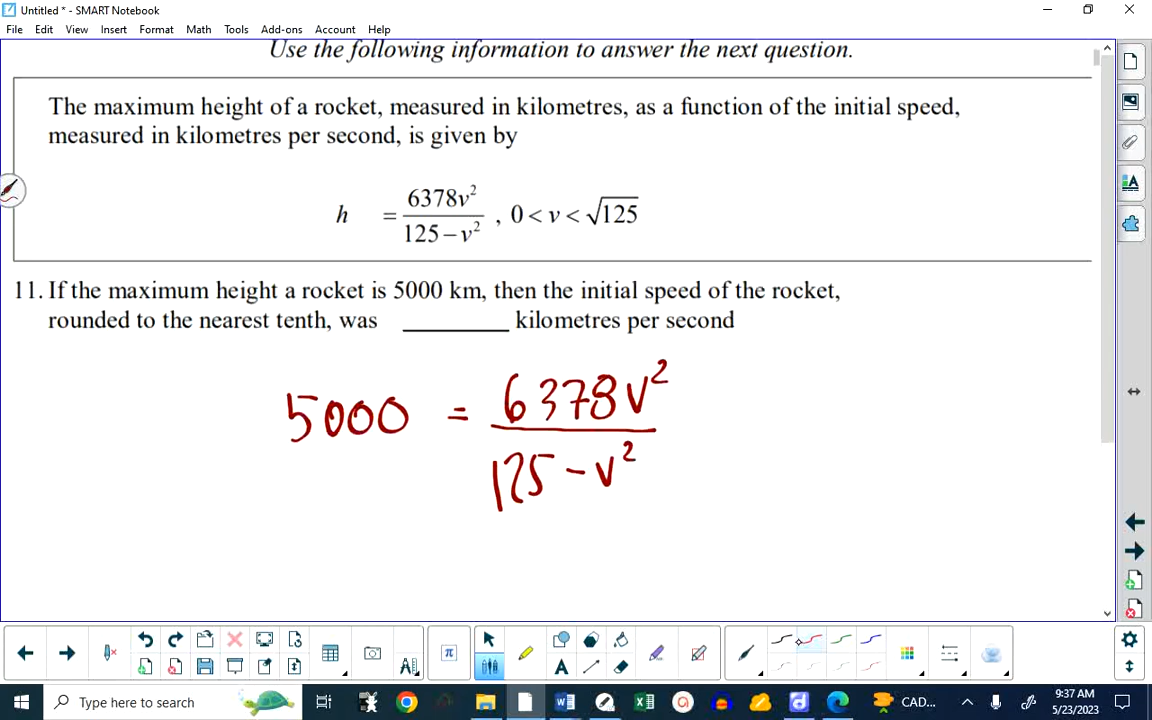 Untitled * - SMART Notebook
File Edit View Insert Format Math Tools Add-ons Account Help
Use the following information to answer the next question.
The maximum height of a rocket, measured in kilometres, as a function of the initial speed,
measured in kilometres per second, is given by
h = 6378v² / 125 – v² , 0 < v < √125
11. If the maximum height a rocket is 5000 km, then the initial speed of the rocket,
rounded to the nearest tenth, was ________ kilometres per second
5000 = 6378v² / 125 – v²
Type here to search
CAD...
9:37 AM
5/23/2023